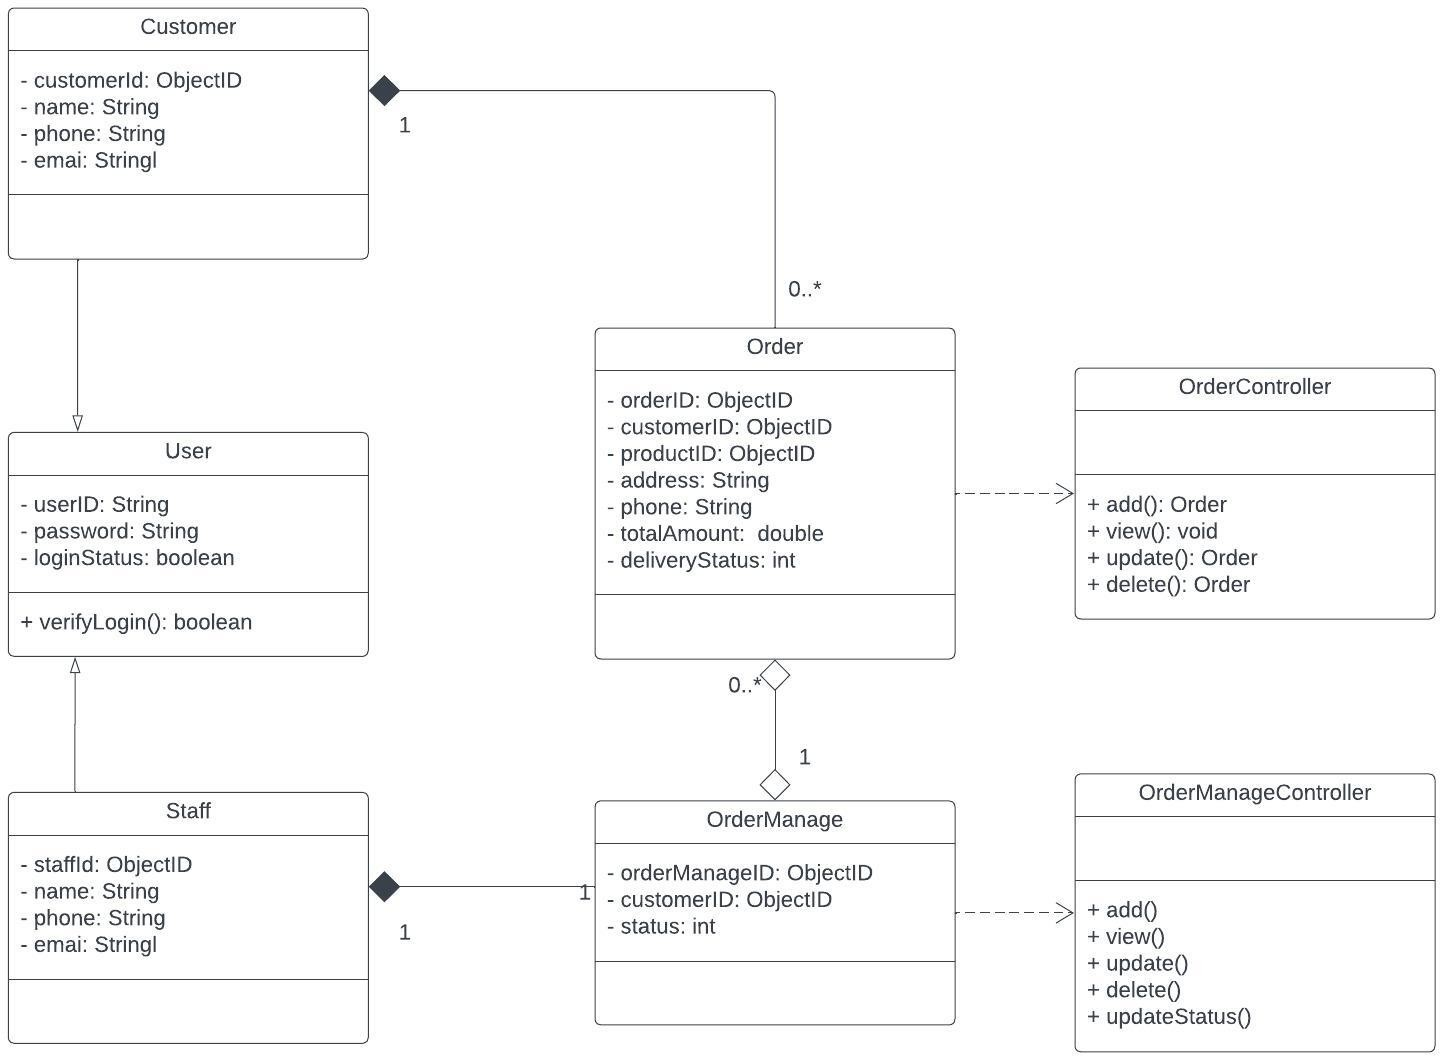 Customer
- customerId: ObjectID
- name: String
- phone: String
- emai: Stringl
1
0..*
Order
- orderID: ObjectID
- customerID: ObjectID
- productID: ObjectID
- address: String
- phone: String
- totalAmount:  double
- deliveryStatus: int
OrderController
+ add(): Order
+ view(): void
+ update(): Order
+ delete(): Order
User
- userID: String
- password: String
- loginStatus: boolean
+ verifyLogin(): boolean
0..*
1
Staff
- staffId: ObjectID
- name: String
- phone: String
- emai: Stringl
1
1
OrderManage
- orderManageID: ObjectID
- customerID: ObjectID
- status: int
OrderManageController
+ add()
+ view()
+ update()
+ delete()
+ updateStatus()